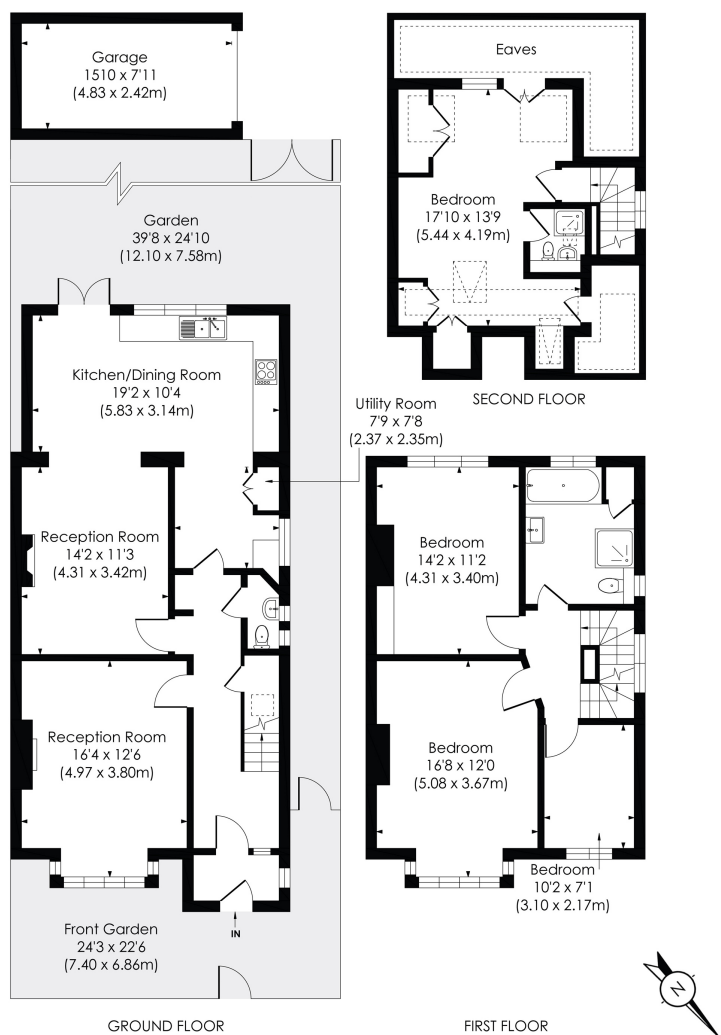 Garage
1510 x 7'11
(4.83 x 2.42m)
Eaves
Garden
39'8 x 24'10
(12.10 x 7.58m)
Bedroom
17'10 x 13'9
(5.44 x 4.19m)
SECOND FLOOR
Kitchen/Dining Room
19'2 x 10'4
(5.83 x 3.14m)
Utility Room
7'9 x 7'8
(2.37 x 2.35m)
Reception Room
14'2 x 11'3
(4.31 x 3.42m)
Bedroom
14'2 x 11'2
(4.31 x 3.40m)
Reception Room
16'4 x 12'6
(4.97 x 3.80m)
Bedroom
16'8 x 12'0
(5.08 x 3.67m)
Bedroom
10'2 x 7'1
(3.10 x 2.17m)
IN
Front Garden
24'3 x 22'6
(7.40 x 6.86m)
N
GROUND FLOOR
FIRST FLOOR